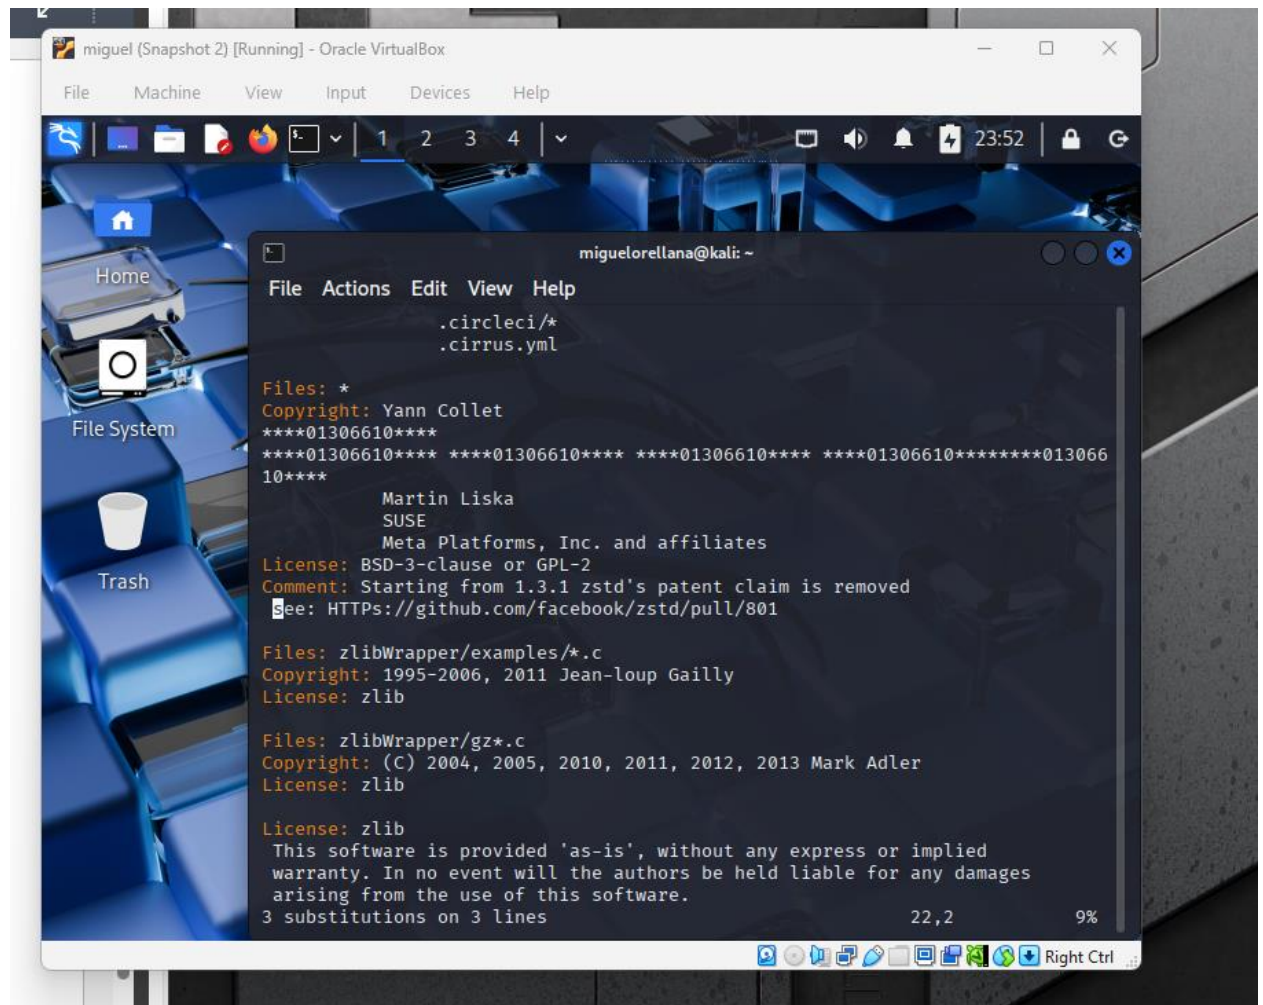 miguel (Snapshot 2) [Running] - Oracle VirtualBox
File Machine View Input Devices Help
1 2 3 4 23:52
Home
File System
Trash
miguelorellana@kali: ~
File Actions Edit View Help
.circleci/*
.cirrus.yml
Files: *
Copyright: Yann Collet
****01306610****
****01306610**** ****01306610**** ****01306610**** ****01306610********013066
10****
Martin Liska
SUSE
Meta Platforms, Inc. and affiliates
License: BSD-3-clause or GPL-2
Comment: Starting from 1.3.1 zstd's patent claim is removed
see: HTTPs://github.com/facebook/zstd/pull/801
Files: zlibWrapper/examples/*.c
Copyright: 1995-2006, 2011 Jean-loup Gailly
License: zlib
Files: zlibWrapper/gz*.c
Copyright: (C) 2004, 2005, 2010, 2011, 2012, 2013 Mark Adler
License: zlib
License: zlib
This software is provided 'as-is', without any express or implied
warranty. In no event will the authors be held liable for any damages
arising from the use of this software.
3 substitutions on 3 lines 22,2 9%
Right Ctrl